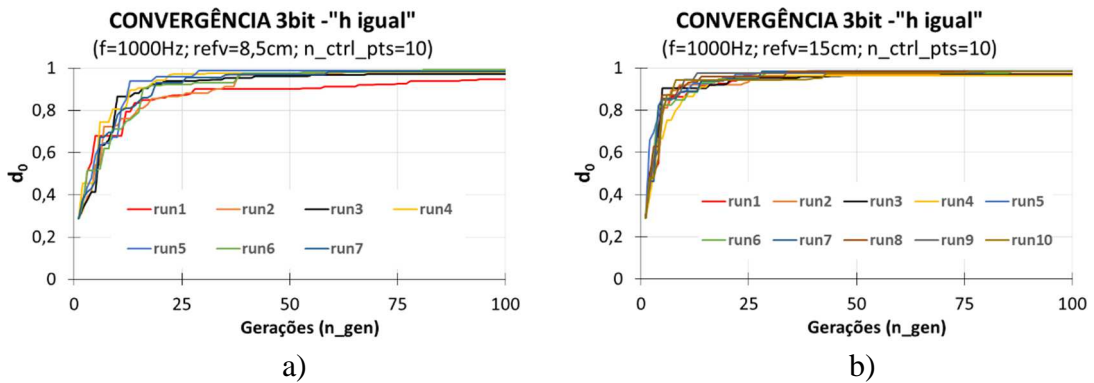 CONVERGÊNCIA 3bit -"h igual"
(f=1000Hz; refv=8,5cm; n_ctrl_pts=10)
1
0,8
0,6
0,4
0,2
0
d0
run1 run2 run3 run4
run5 run6 run7
0 25 50 75 100
Gerações (n_gen)
a)
CONVERGÊNCIA 3bit -"h igual"
(f=1000Hz; refv=15cm; n_ctrl_pts=10)
1
0,8
0,6
0,4
0,2
0
d0
run1 run2 run3 run4 run5
run6 run7 run8 run9 run10
0 25 50 75 100
Gerações (n_gen)
b)